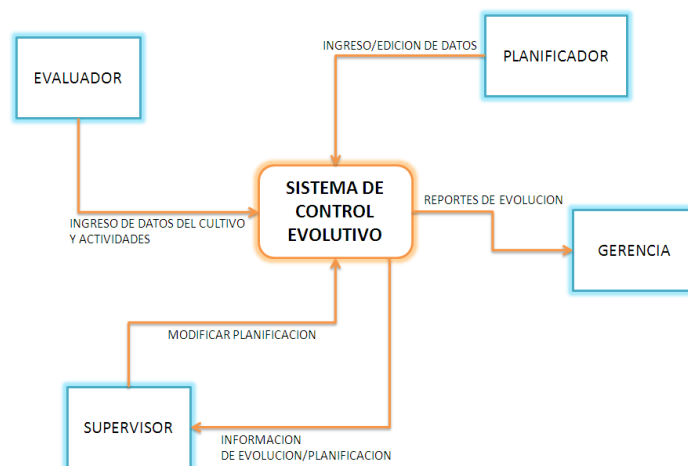 INGRESO/EDICION DE DATOS
PLANIFICADOR
EVALUADOR
SISTEMA DE
CONTROL
EVOLUTIVO
REPORTES DE EVOLUCION
INGRESO DE DATOS DEL CULTIVO
Y ACTIVIDADES
GERENCIA
MODIFICAR PLANIFICACION
SUPERVISOR
INFORMACION
DE EVOLUCION/PLANIFICACION